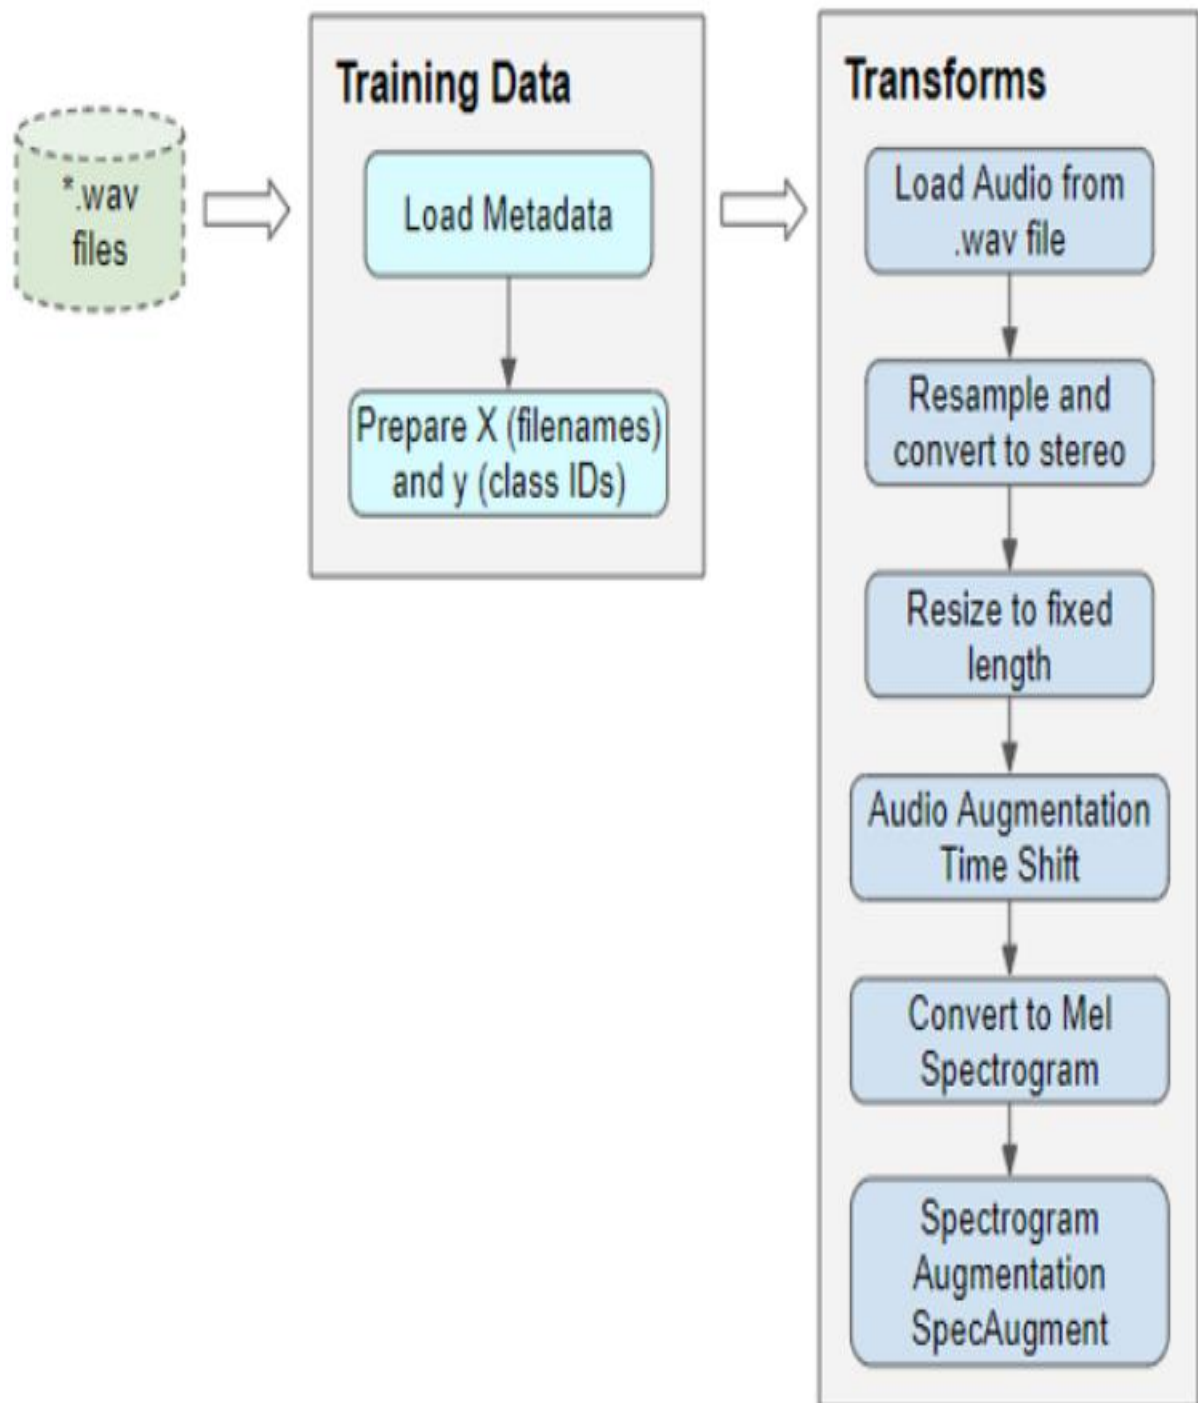 *.wav
files
Training Data
Load Metadata
Prepare X (filenames)
and y (class IDs)
Transforms
Load Audio from
.wav file
Resample and
convert to stereo
Resize to fixed
length
Audio Augmentation
Time Shift
Convert to Mel
Spectrogram
Spectrogram
Augmentation
SpecAugment